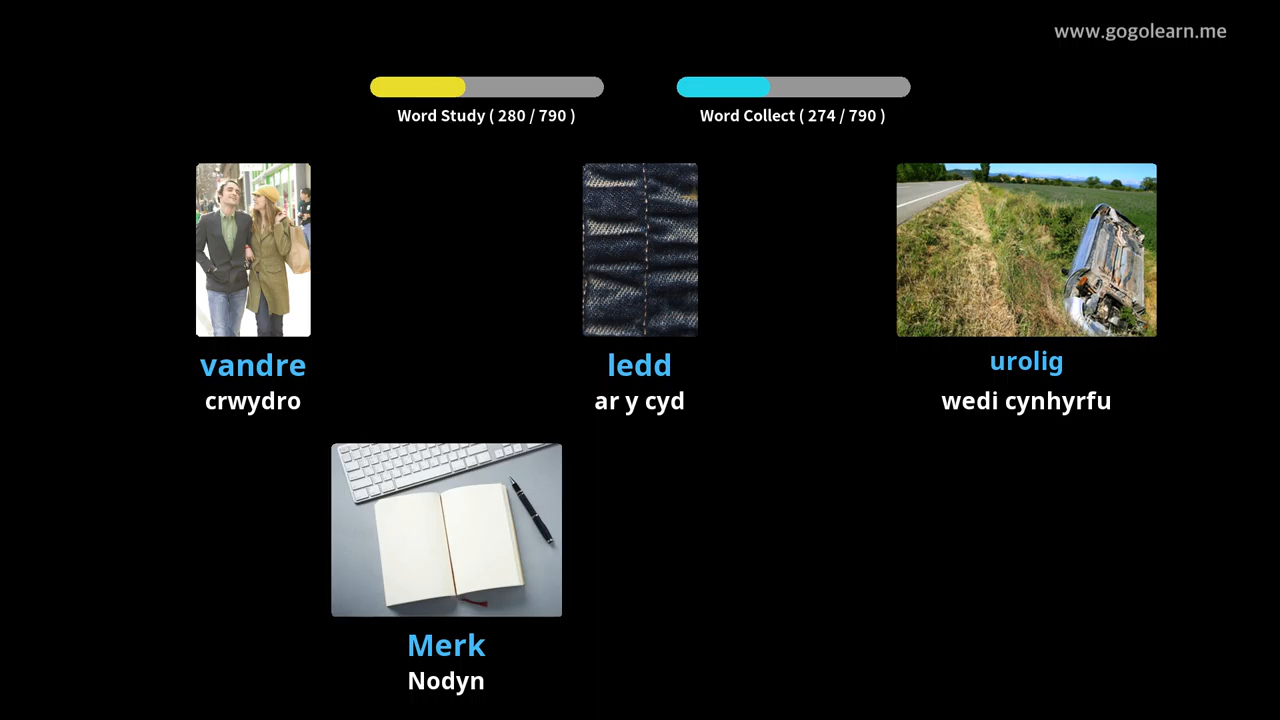 www.gogolearn.me
Word Study ( 280 / 790 )
Word Collect ( 274 / 790 )
vandre
crwydro
ledd
ar y cyd
urolig
wedi cynhyrfu
Merk
Nodyn